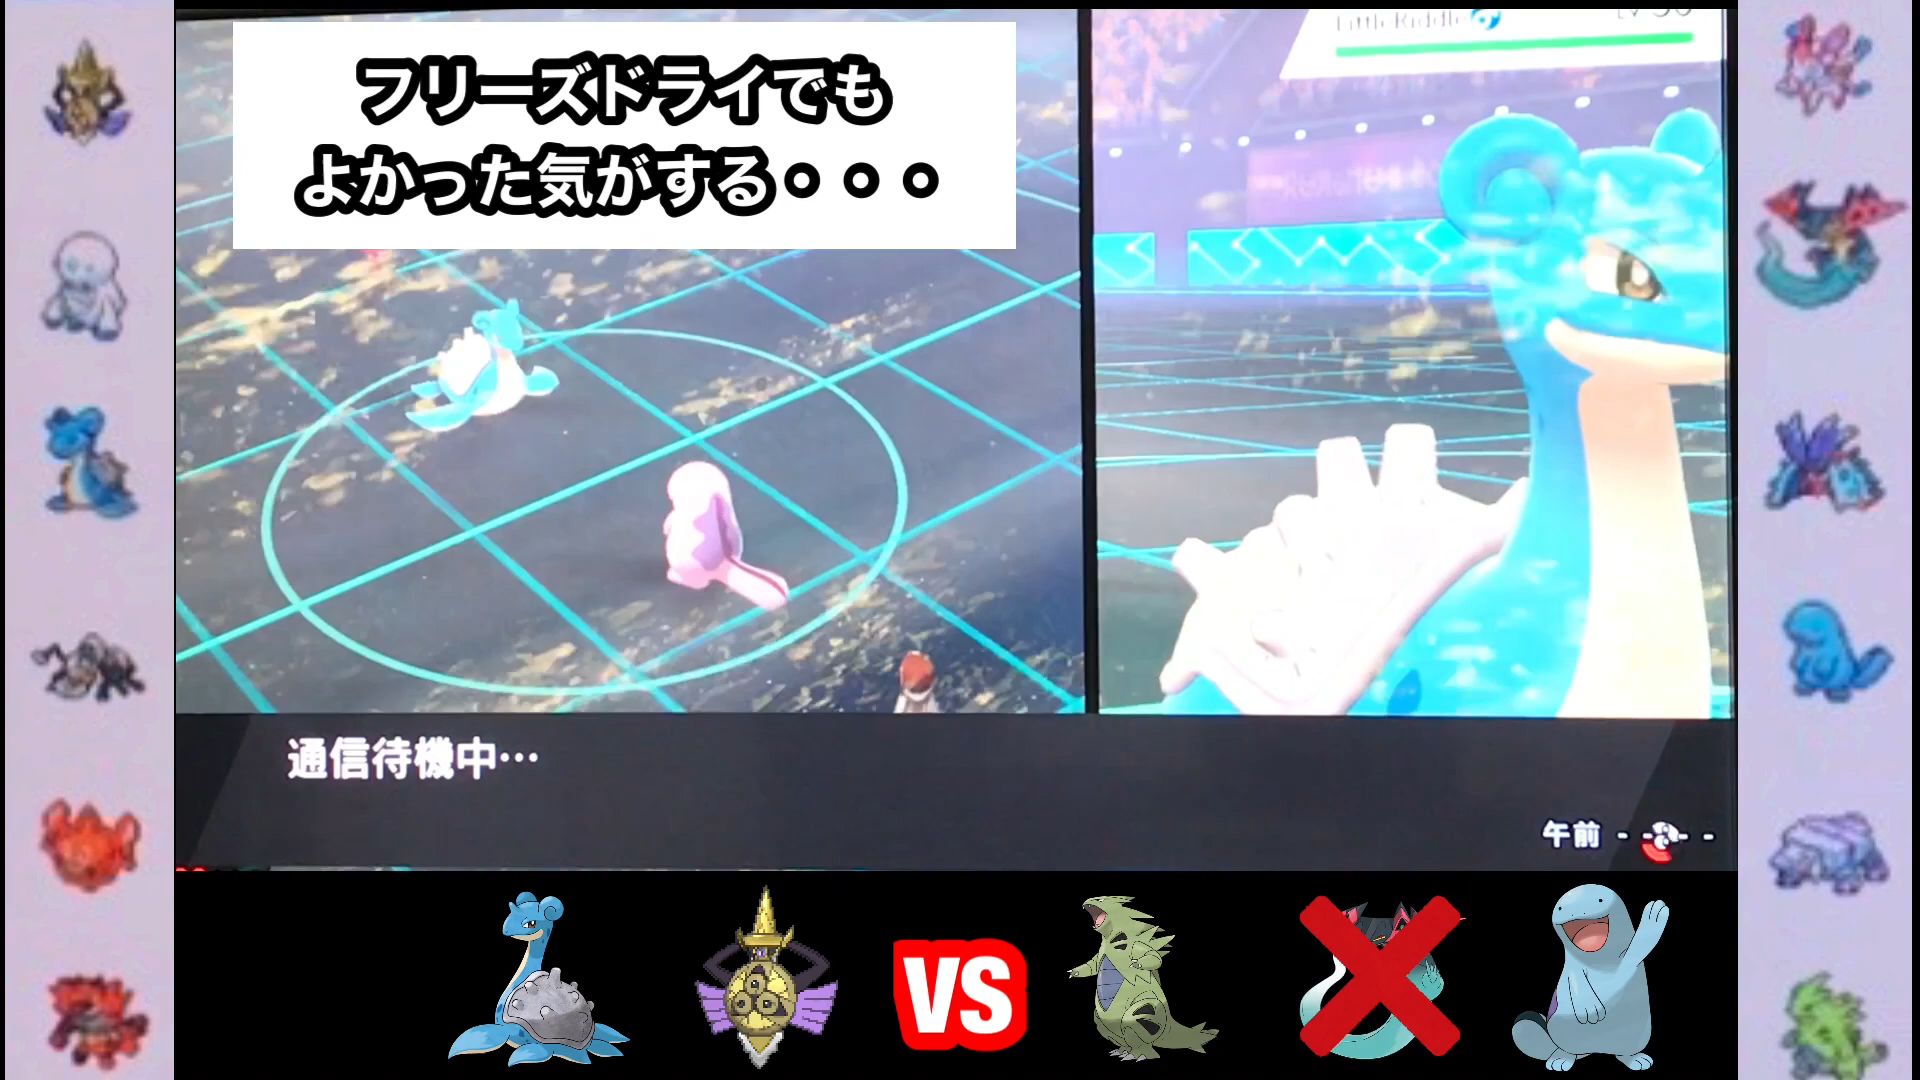 フリーズドライでも
よかった気がする・・・
LittleRiddle
通信待機中…
午前 - -
VS